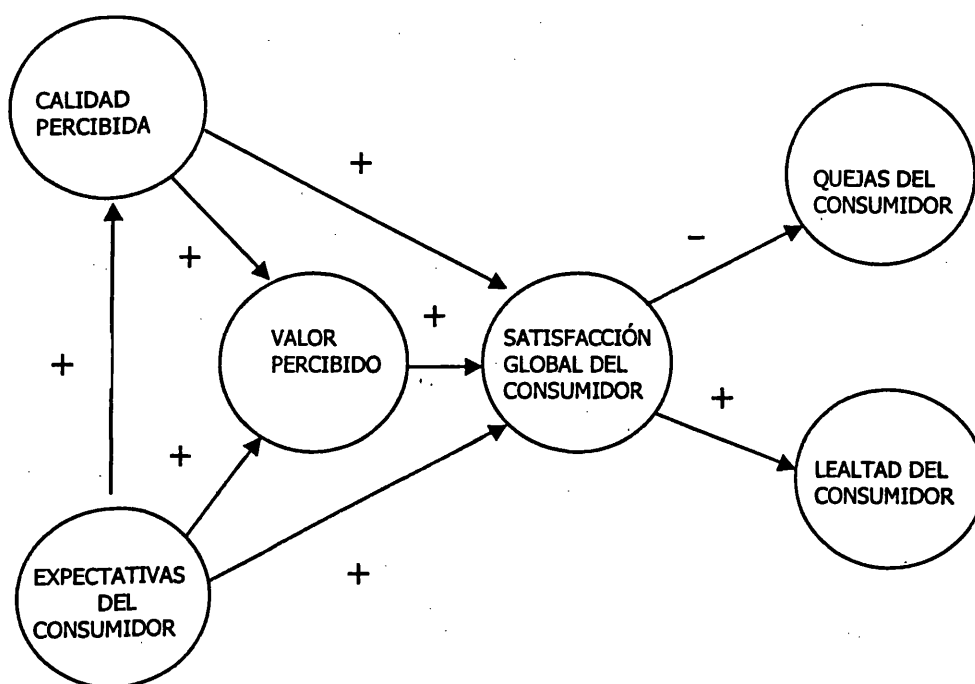 CALIDAD
PERCIBIDA
+
QUEJAS DEL
CONSUMIDOR
-
+
VALOR
PERCIBIDO
+
SATISFACCIÓN
GLOBAL DEL
CONSUMIDOR
+
+
+
LEALTAD DEL
CONSUMIDOR
EXPECTATIVAS
DEL
CONSUMIDOR
+